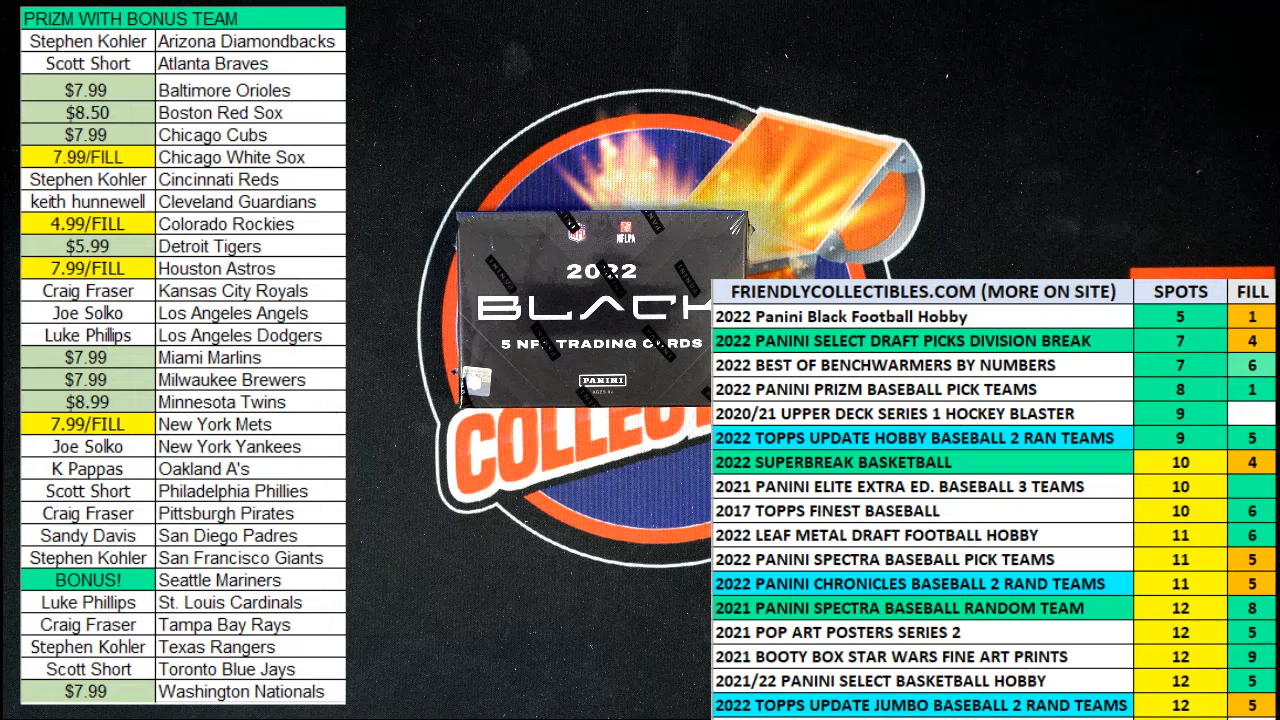 PRIZM WITH BONUS TEAM
Stephen Kohler Arizona Diamondbacks
Scott Short Atlanta Braves
$7.99 Baltimore Orioles
$8.50 Boston Red Sox
$7.99 Chicago Cubs
7.99/FILL Chicago White Sox
Stephen Kohler Cincinnati Reds
keith hunnewell Cleveland Guardians
4.99/FILL Colorado Rockies
$5.99 Detroit Tigers
7.99/FILL Houston Astros
Craig Fraser Kansas City Royals
Joe Solko Los Angeles Angels
Luke Philips Los Angeles Dodgers
$7.99 Miami Marlins
$7.99 Milwaukee Brewers
$8.99 Minnesota Twins
7.99/FILL New York Mets
Joe Solko New York Yankees
K Pappas Oakland A's
Scott Short Philadelphia Phillies
Craig Fraser Pittsburgh Pirates
Sandy Davis San Diego Padres
Stephen Kohler San Francisco Giants
BONUS! Seattle Mariners
Luke Phillips St. Louis Cardinals
Craig Fraser Tampa Bay Rays
Stephen Kohler Texas Rangers
Scott Short Toronto Blue Jays
$7.99 Washington Nationals
NFL
NFLPA
2022
BLACK
5 NFL TRADING CARDS
PANINI
AGES 9+
COLLEC
FRIENDLYCOLLECTIBLES.COM (MORE ON SITE) SPOTS FILL
2022 Panini Black Football Hobby 5 1
2022 PANINI SELECT DRAFT PICKS DIVISION BREAK 7 4
2022 BEST OF BENCHWARMERS BY NUMBERS 7 6
2022 PANINI PRIZM BASEBALL PICK TEAMS 8 1
2020/21 UPPER DECK SERIES 1 HOCKEY BLASTER 9
2022 TOPPS UPDATE HOBBY BASEBALL 2 RAN TEAMS 9 5
2022 SUPERBREAK BASKETBALL 10 4
2021 PANINI ELITE EXTRA ED. BASEBALL 3 TEAMS 10
2017 TOPPS FINEST BASEBALL 10 6
2022 LEAF METAL DRAFT FOOTBALL HOBBY 11 6
2022 PANINI SPECTRA BASEBALL PICK TEAMS 11 5
2022 PANINI CHRONICLES BASEBALL 2 RAND TEAMS 11 5
2021 PANINI SPECTRA BASEBALL RANDOM TEAM 12 8
2021 POP ART POSTERS SERIES 2 12 5
2021 BOOTY BOX STAR WARS FINE ART PRINTS 12 9
2021/22 PANINI SELECT BASKETBALL HOBBY 12 5
2022 TOPPS UPDATE JUMBO BASEBALL 2 RAND TEAMS 12 5